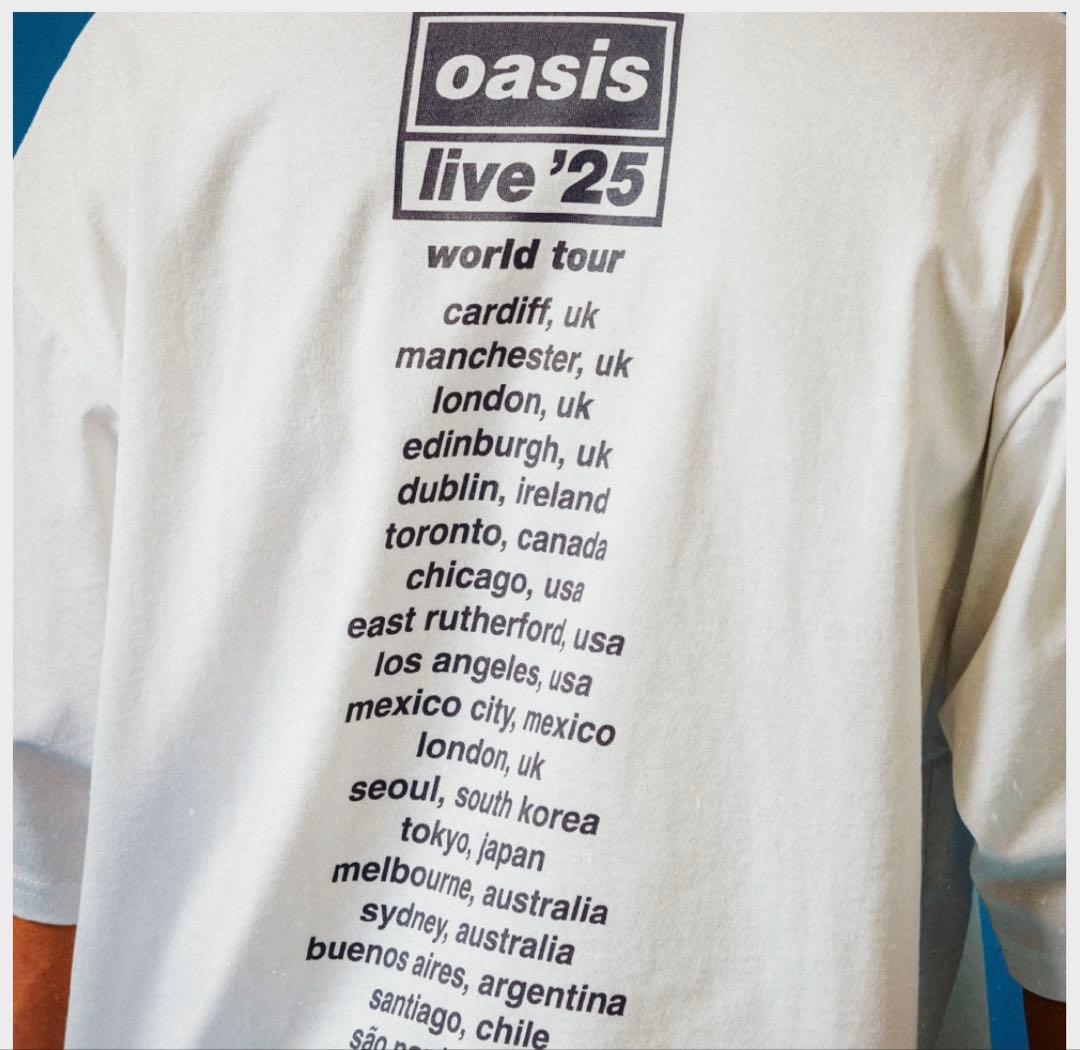 oasis
live '25
world tour
cardiff, uk
manchester, uk
london, uk
edinburgh, uk
dublin, ireland
toronto, canada
chicago, usa
east rutherford, usa
los angeles, usa
mexico city, mexico
london, uk
seoul, south korea
tokyo, japan
melbourne, australia
sydney, australia
buenos aires, argentina
santiago, chile
são